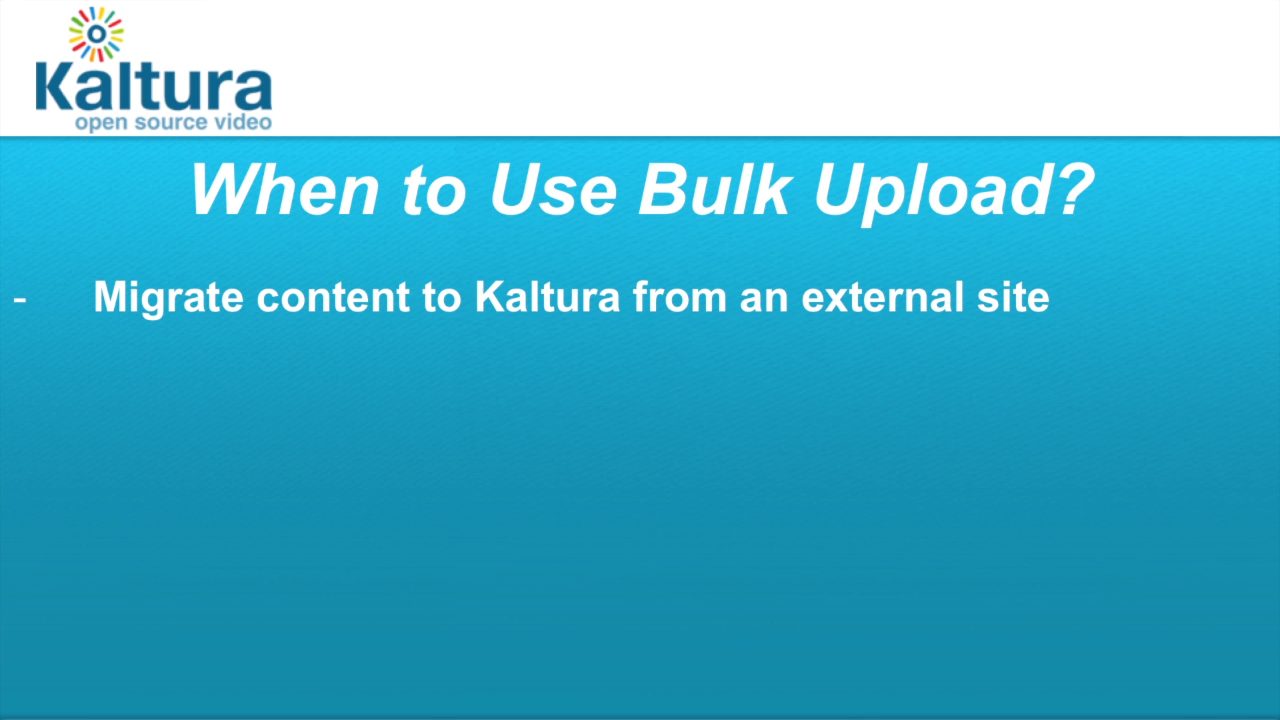 Kaltura
open source video
When to Use Bulk Upload?
- Migrate content to Kaltura from an external site